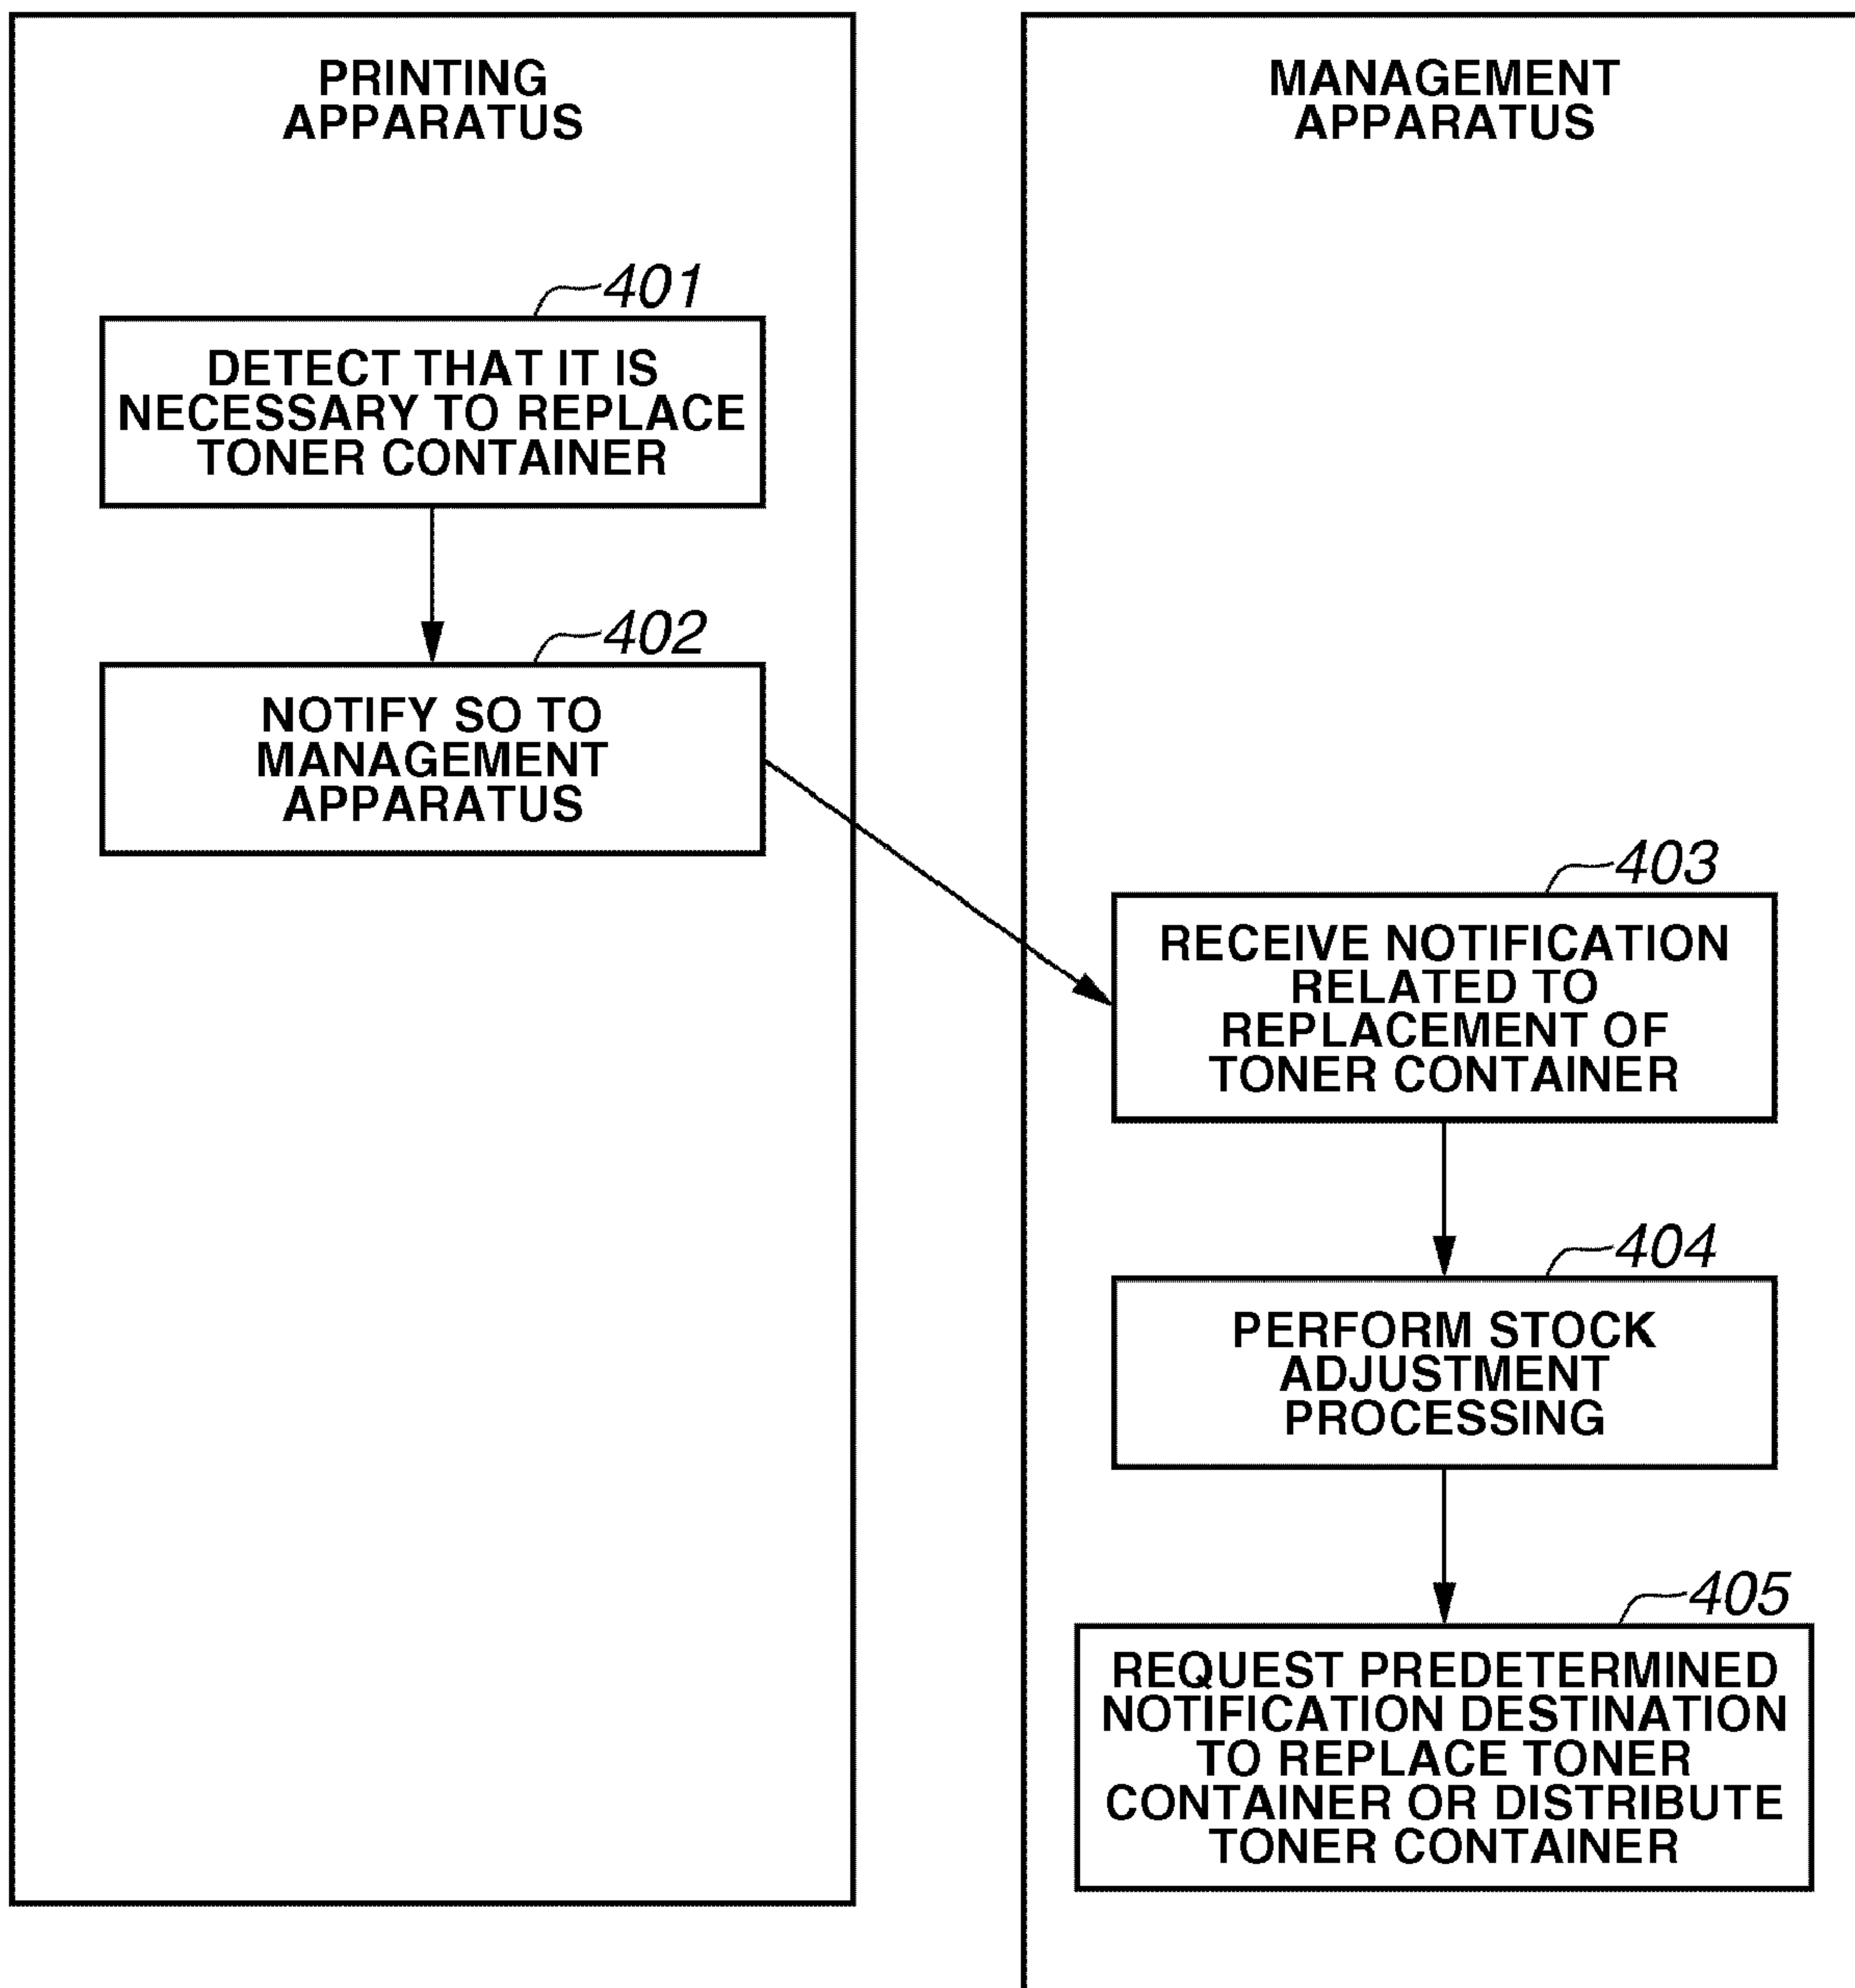 PRINTING
APPARATUS
401
DETECT THAT IT IS
NECESSARY TO REPLACE
TONER CONTAINER
402
NOTIFY SO TO
MANAGEMENT
APPARATUS
MANAGEMENT
APPARATUS
403
RECEIVE NOTIFICATION
RELATED TO
REPLACEMENT OF
TONER CONTAINER
404
PERFORM STOCK
ADJUSTMENT
PROCESSING
405
REQUEST PREDETERMINED
NOTIFICATION DESTINATION
TO REPLACE TONER
CONTAINER OR DISTRIBUTE
TONER CONTAINER